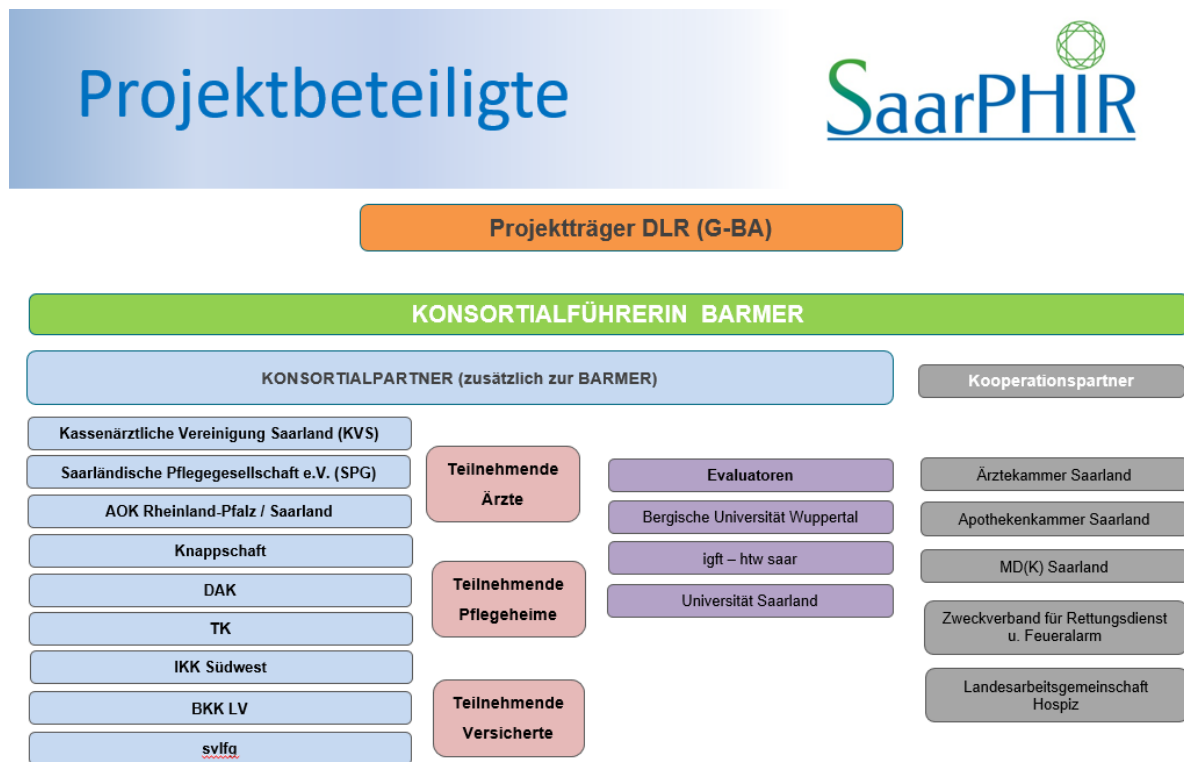 Projektbeteiligte
SaarPHIR
Projektträger DLR (G-BA)
KONSORTIALFÜHRERIN BARMER
KONSORTIALPARTNER (zusätzlich zur BARMER)
Kooperationspartner
Kassenärztliche Vereinigung Saarland (KVS)
Saarländische Pflegegesellschaft e.V. (SPG)
AOK Rheinland-Pfalz / Saarland
Knappschaft
DAK
TK
IKK Südwest
BKK LV
svlfg
Teilnehmende
Ärzte
Teilnehmende
Pflegeheime
Teilnehmende
Versicherte
Evaluatoren
Bergische Universität Wuppertal
igft – htw saar
Universität Saarland
Ärztekammer Saarland
Apothekenkammer Saarland
MD(K) Saarland
Zweckverband für Rettungsdienst
u. Feueralarm
Landesarbeitsgemeinschaft
Hospiz